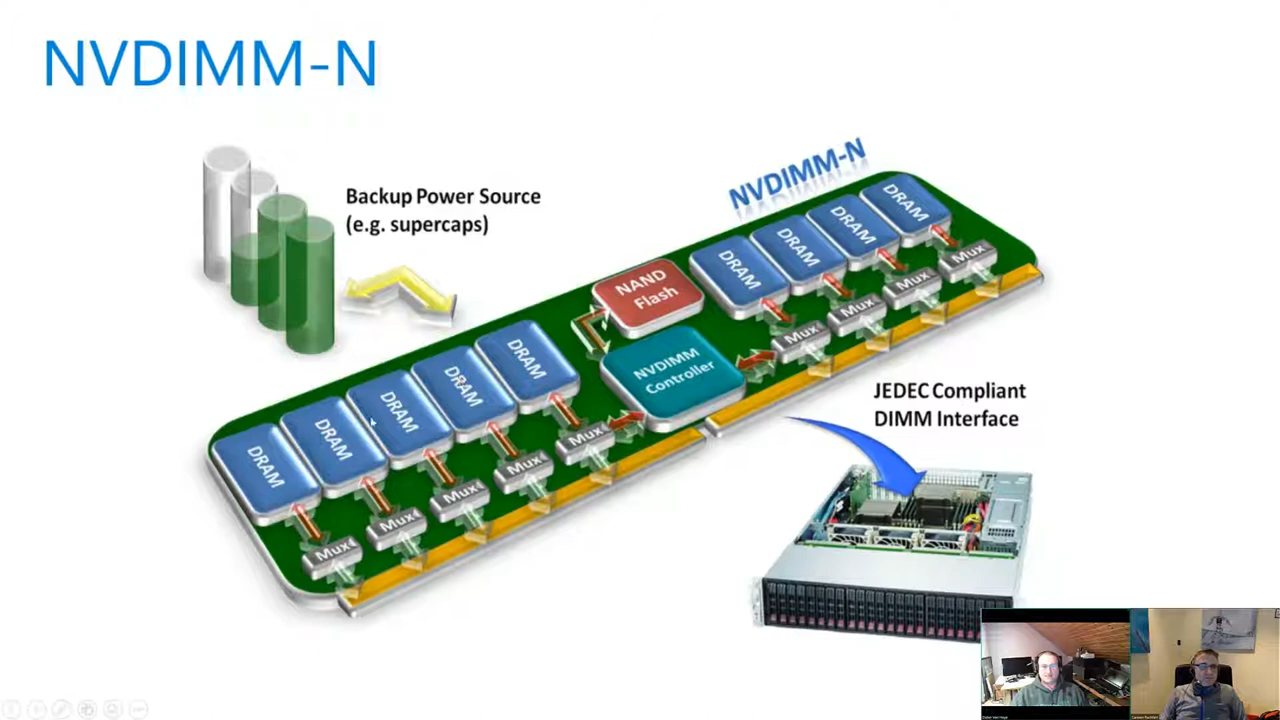 NVDIMM-N
Backup Power Source
(e.g. supercaps)
NVDIMM-N
DRAM
DRAM
DRAM
DRAM
NAND
Flash
Mux
Mux
Mux
Mux
NVDIMM
Controller
DRAM
DRAM
DRAM
DRAM
DRAM
Mux
Mux
Mux
Mux
Mux
JEDEC Compliant
DIMM Interface